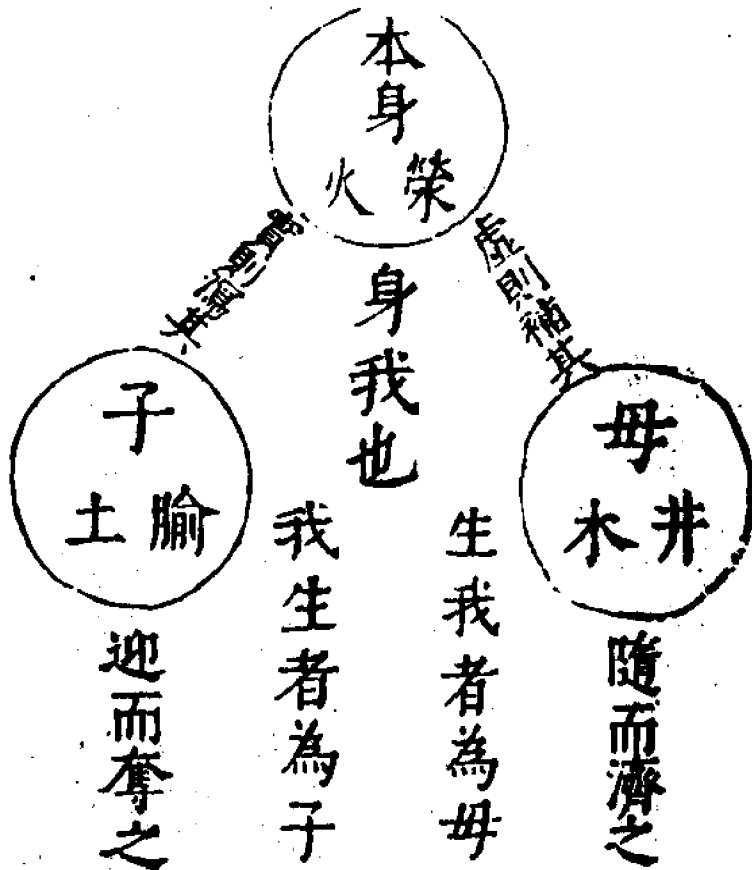 本身
榮火
身我也
虛則補其
母
井木
隨而濟之
生我者為母
實則瀉其
子
腧土
我生者為子
迎而奪之